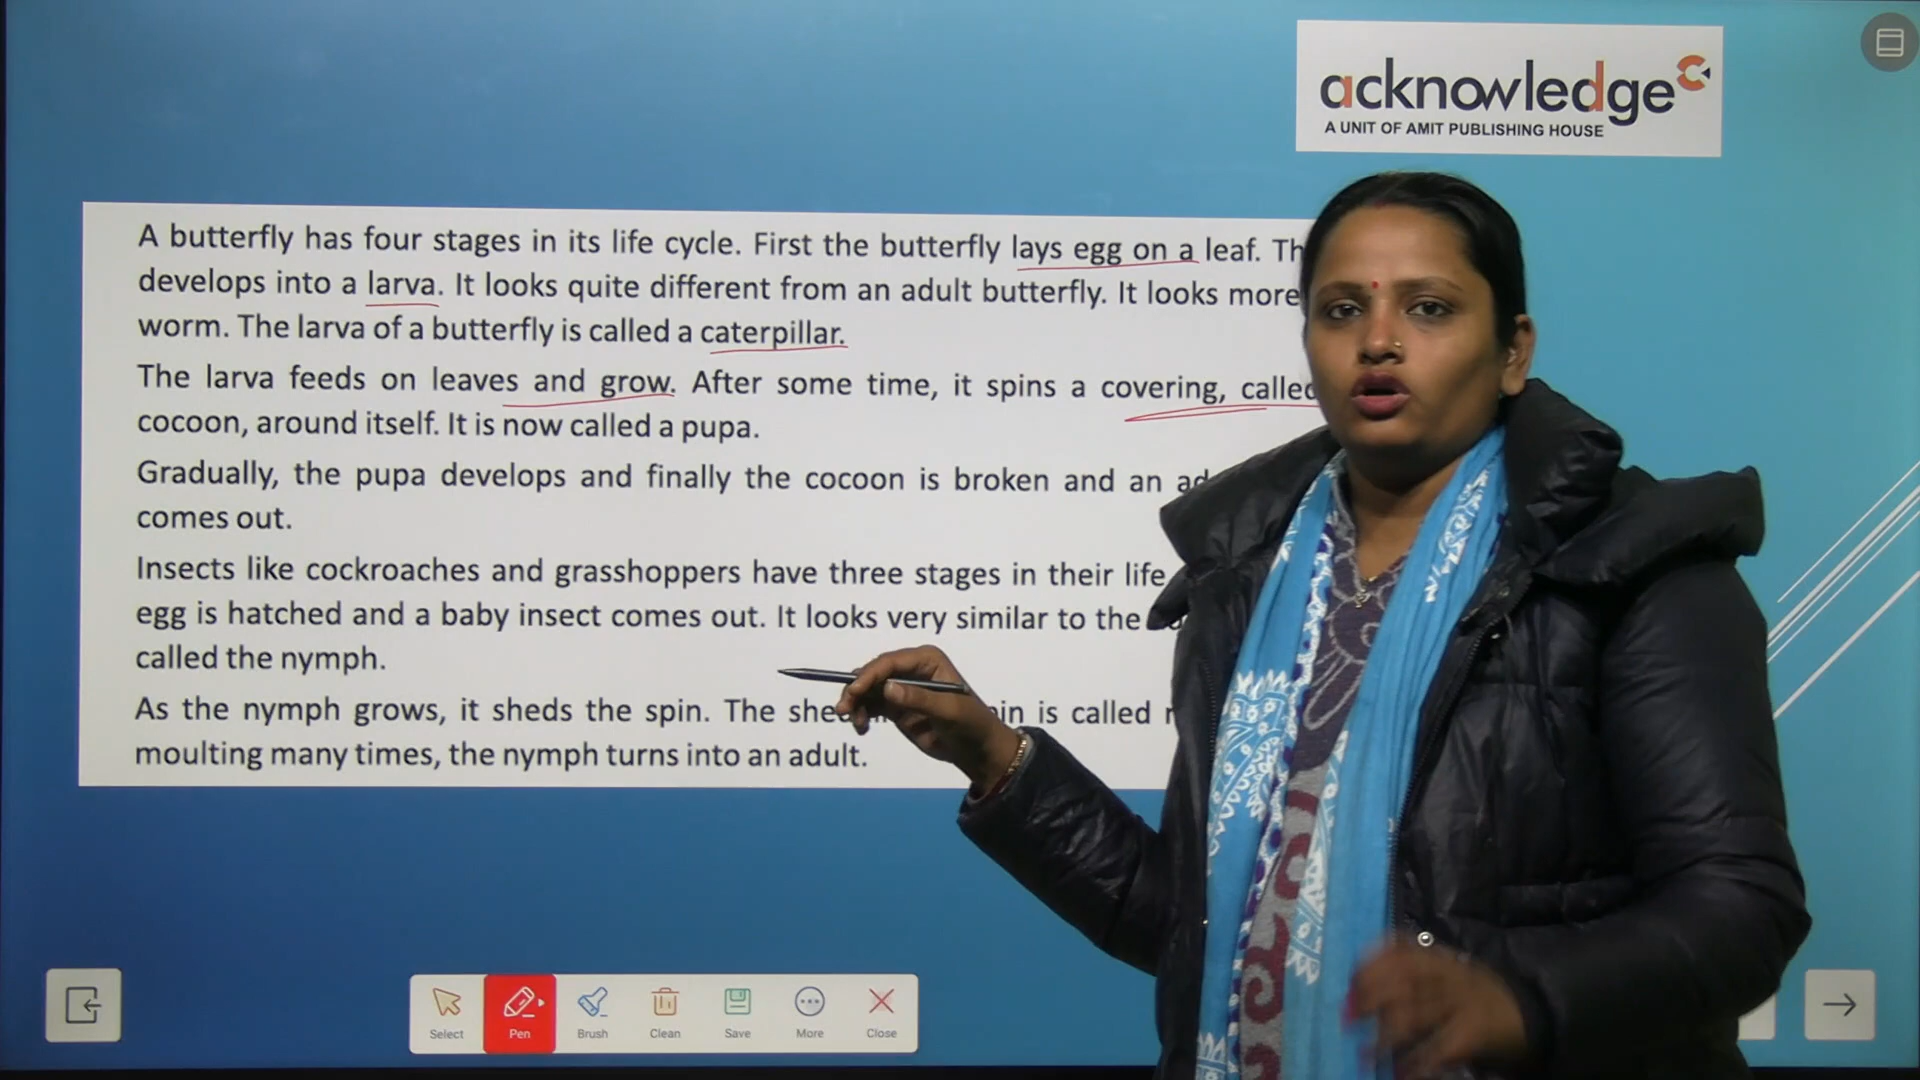 acknowledge
A UNIT OF AMIT PUBLISHING HOUSE
A butterfly has four stages in its life cycle. First the butterfly lays egg on a leaf.
develops into a larva. It looks quite different from an adult butterfly. It looks more
worm. The larva of a butterfly is called a caterpillar.
The larva feeds on leaves and grow. After some time, it spins a covering, called
cocoon, around itself. It is now called a pupa.
Gradually, the pupa develops and finally the cocoon is broken and an
comes out.
Insects like cockroaches and grasshoppers have three stages in their life
egg is hatched and a baby insect comes out. It looks very similar to the
called the nymph.
As the nymph grows, it sheds the spin. The is called
moulting many times, the nymph turns into an adult.
Select Pen Brush Clean Save More Close